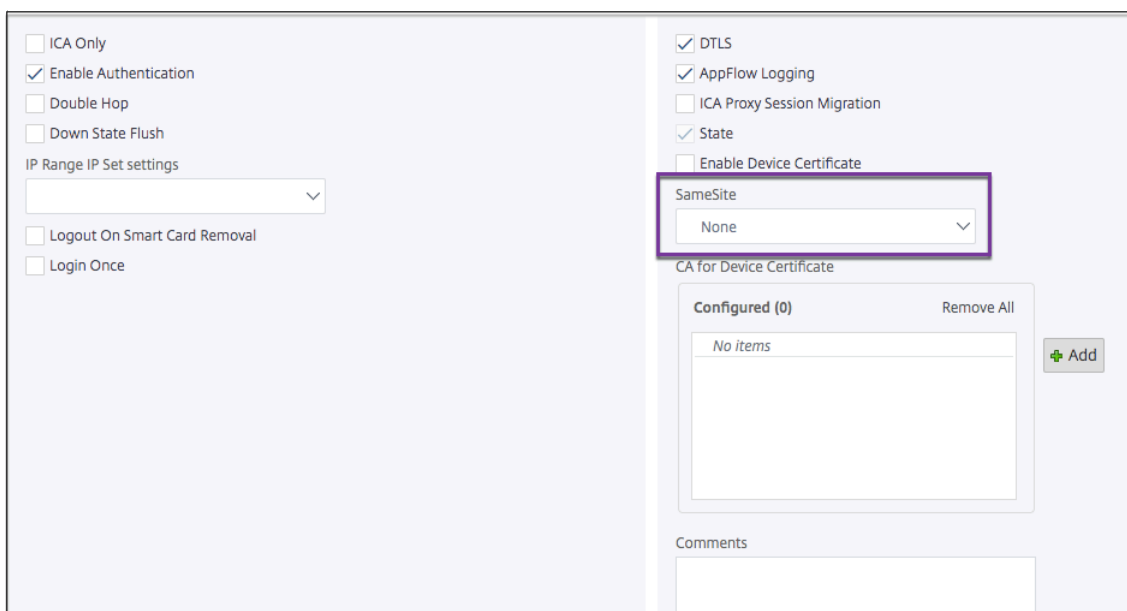 ICA Only
Enable Authentication
Double Hop
Down State Flush
IP Range IP Set settings
Logout On Smart Card Removal
Login Once
DTLS
AppFlow Logging
ICA Proxy Session Migration
State
Enable Device Certificate
SameSite
None
CA for Device Certificate
Configured (0) Remove All
No items
Add
Comments